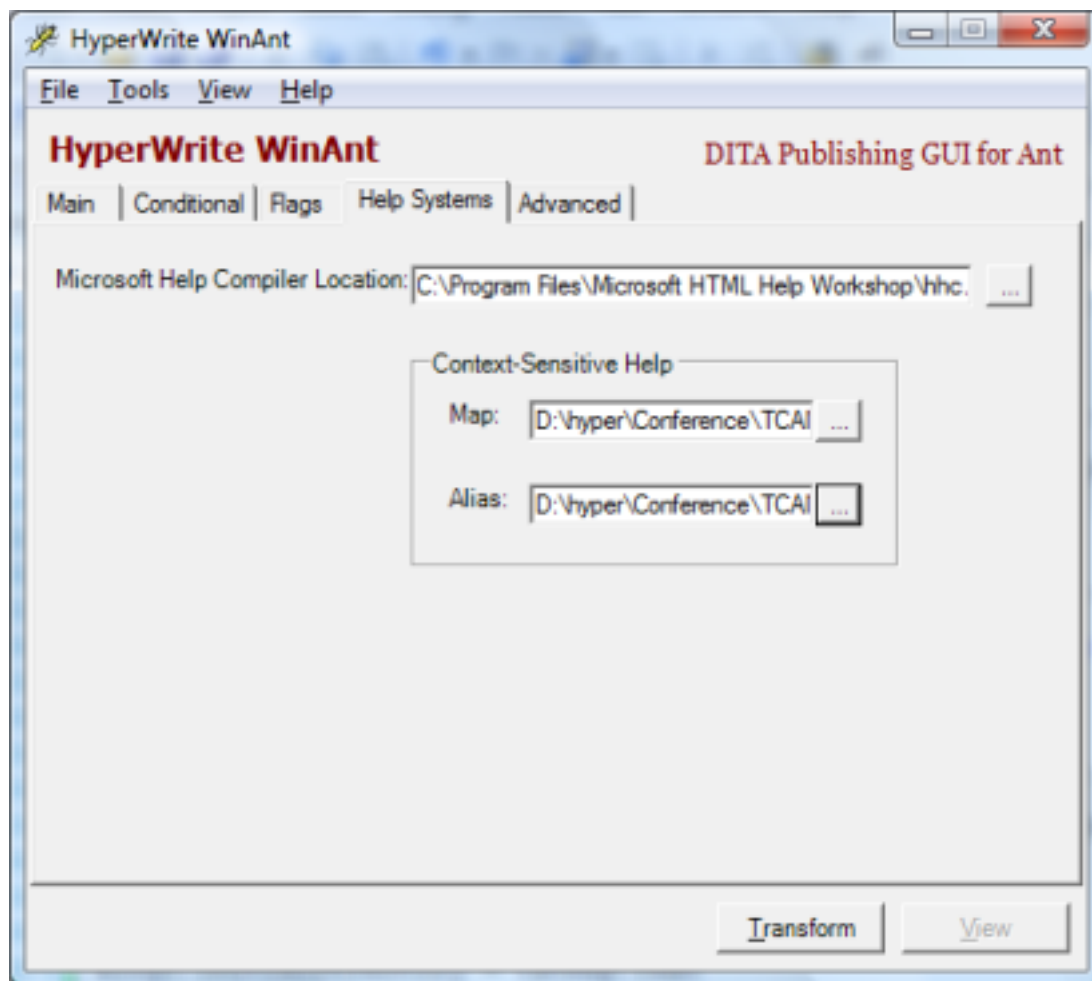 HyperWrite WinAnt
File Tools View Help
HyperWrite WinAnt DITA Publishing GUI for Ant
Main Conditional Flags Help Systems Advanced
Microsoft Help Compiler Location: C:\Program Files\Microsoft HTML Help Workshop\hhc. ...
Context-Sensitive Help
Map: D:\hyper\Conference\TCAI ...
Alias: D:\hyper\Conference\TCAI ...
Transform View